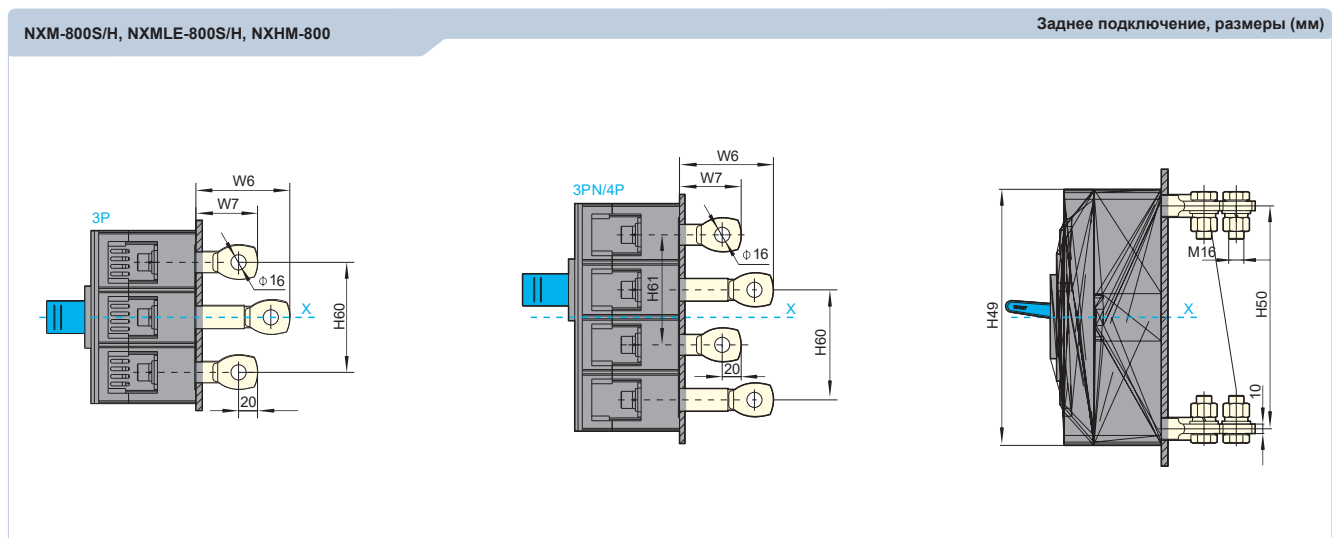 NXM-800S/H, NXMLE-800S/H, NXHM-800
Заднее подключение, размеры (мм)
3P
W6
W7
Φ16
X
H60
20
3PN/4P
W6
W7
Φ16
H61
X
H60
20
H49
M16
X
H50
10